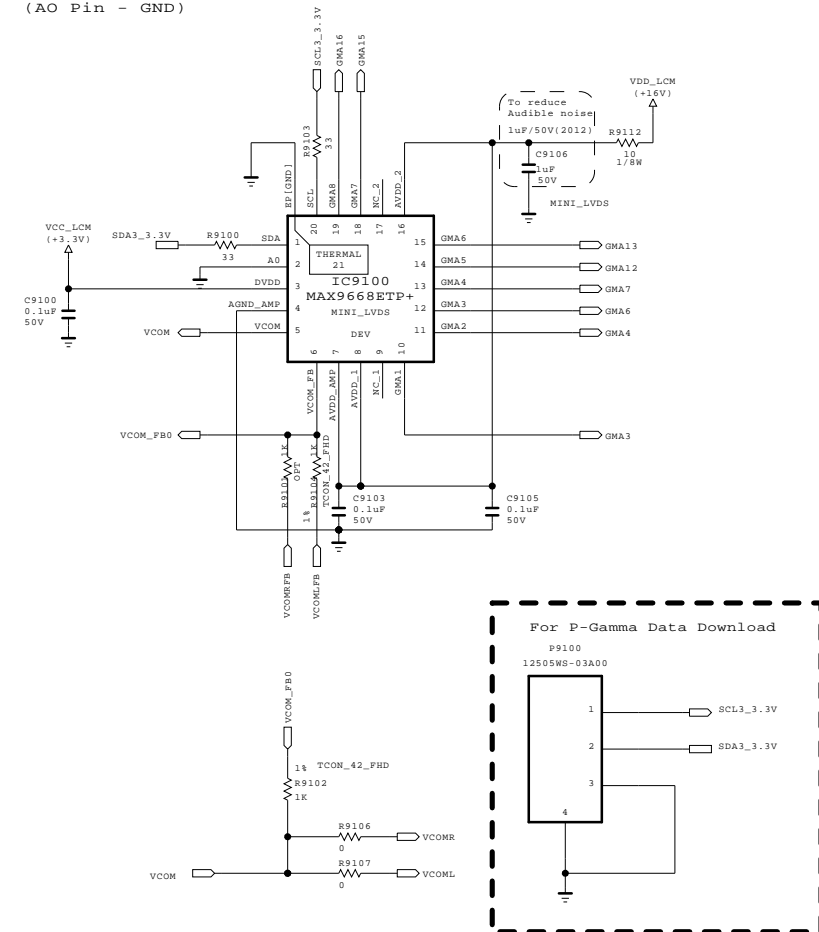 (A0 Pin - GND)
SCL3_3.3V
GMA16
GMA15
VDD_LCM
(+16V)
To reduce
Audible noise
1uF/50V(2012)
R9112
10
1/8W
C9106
1uF
50V
MINI_LVDS
R9103
33
EP[GND]
SCL
GMA8
GMA7
NC_2
AVDD_2
20
19
18
17
16
VCC_LCM
(+3.3V)
SDA3_3.3V
R9100
33
SDA
1
A0
2
DVDD
3
AGND_AMP
4
VCOM
VCOM
5
C9100
0.1uF
50V
THERMAL
21
IC9100
MAX9668ETP+
MINI_LVDS
DEV
15
GMA6
GMA13
14
GMA5
GMA12
13
GMA4
GMA7
12
GMA3
GMA6
11
GMA2
GMA4
6
7
8
9
10
VCOM_FB
AVDD_AMP
AVDD_1
NC_1
GMA1
GMA3
VCOM_FB0
1K
OPT
1K
R9104
TCON_42_FHD
1%
C9103
0.1uF
50V
C9105
0.1uF
50V
VCOMRFB
VCOMLFB
For P-Gamma Data Download
P9100
12505WS-03A00
1
SCL3_3.3V
2
SDA3_3.3V
3
4
VCOM_FB0
1% TCON_42_FHD
R9102
1K
R9106
0
VCOMR
VCOM
R9107
0
VCOML